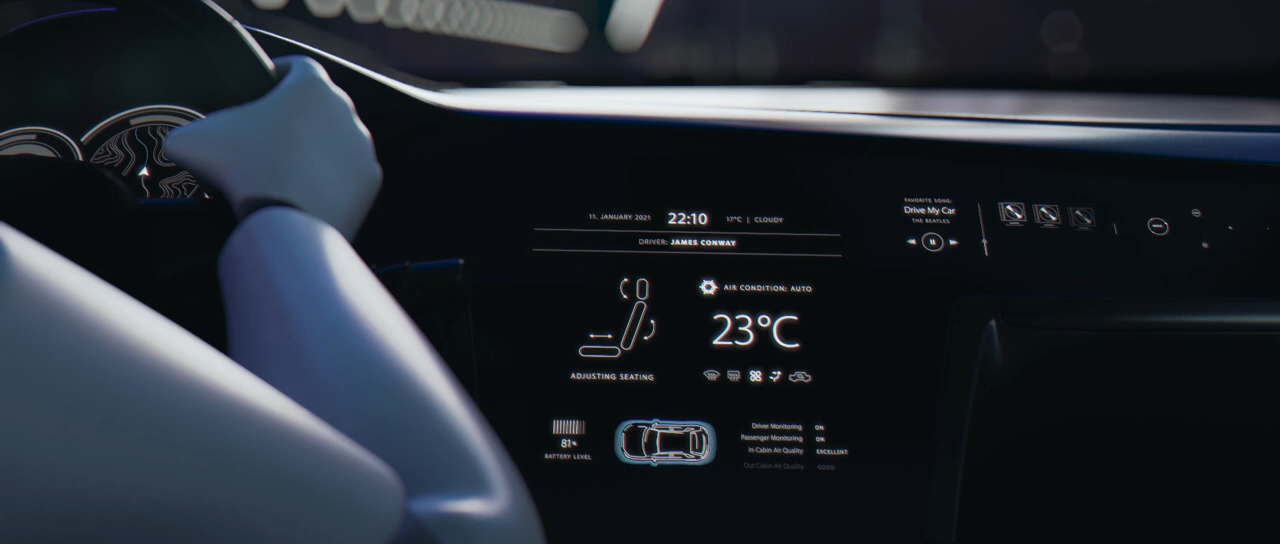 11. JANUARY 2021 22:10 17°C | CLOUDY
DRIVER: JAMES CONWAY
AIR CONDITION: AUTO
23°C
ADJUSTING SEATING
81%
BATTERY LEVEL
Driver Monitoring ON
Passenger Monitoring ON
In Cabin Air Quality EXCELLENT
Out Cabin Air Quality GOOD
FAVORITE SONG:
Drive My Car
THE BEATLES